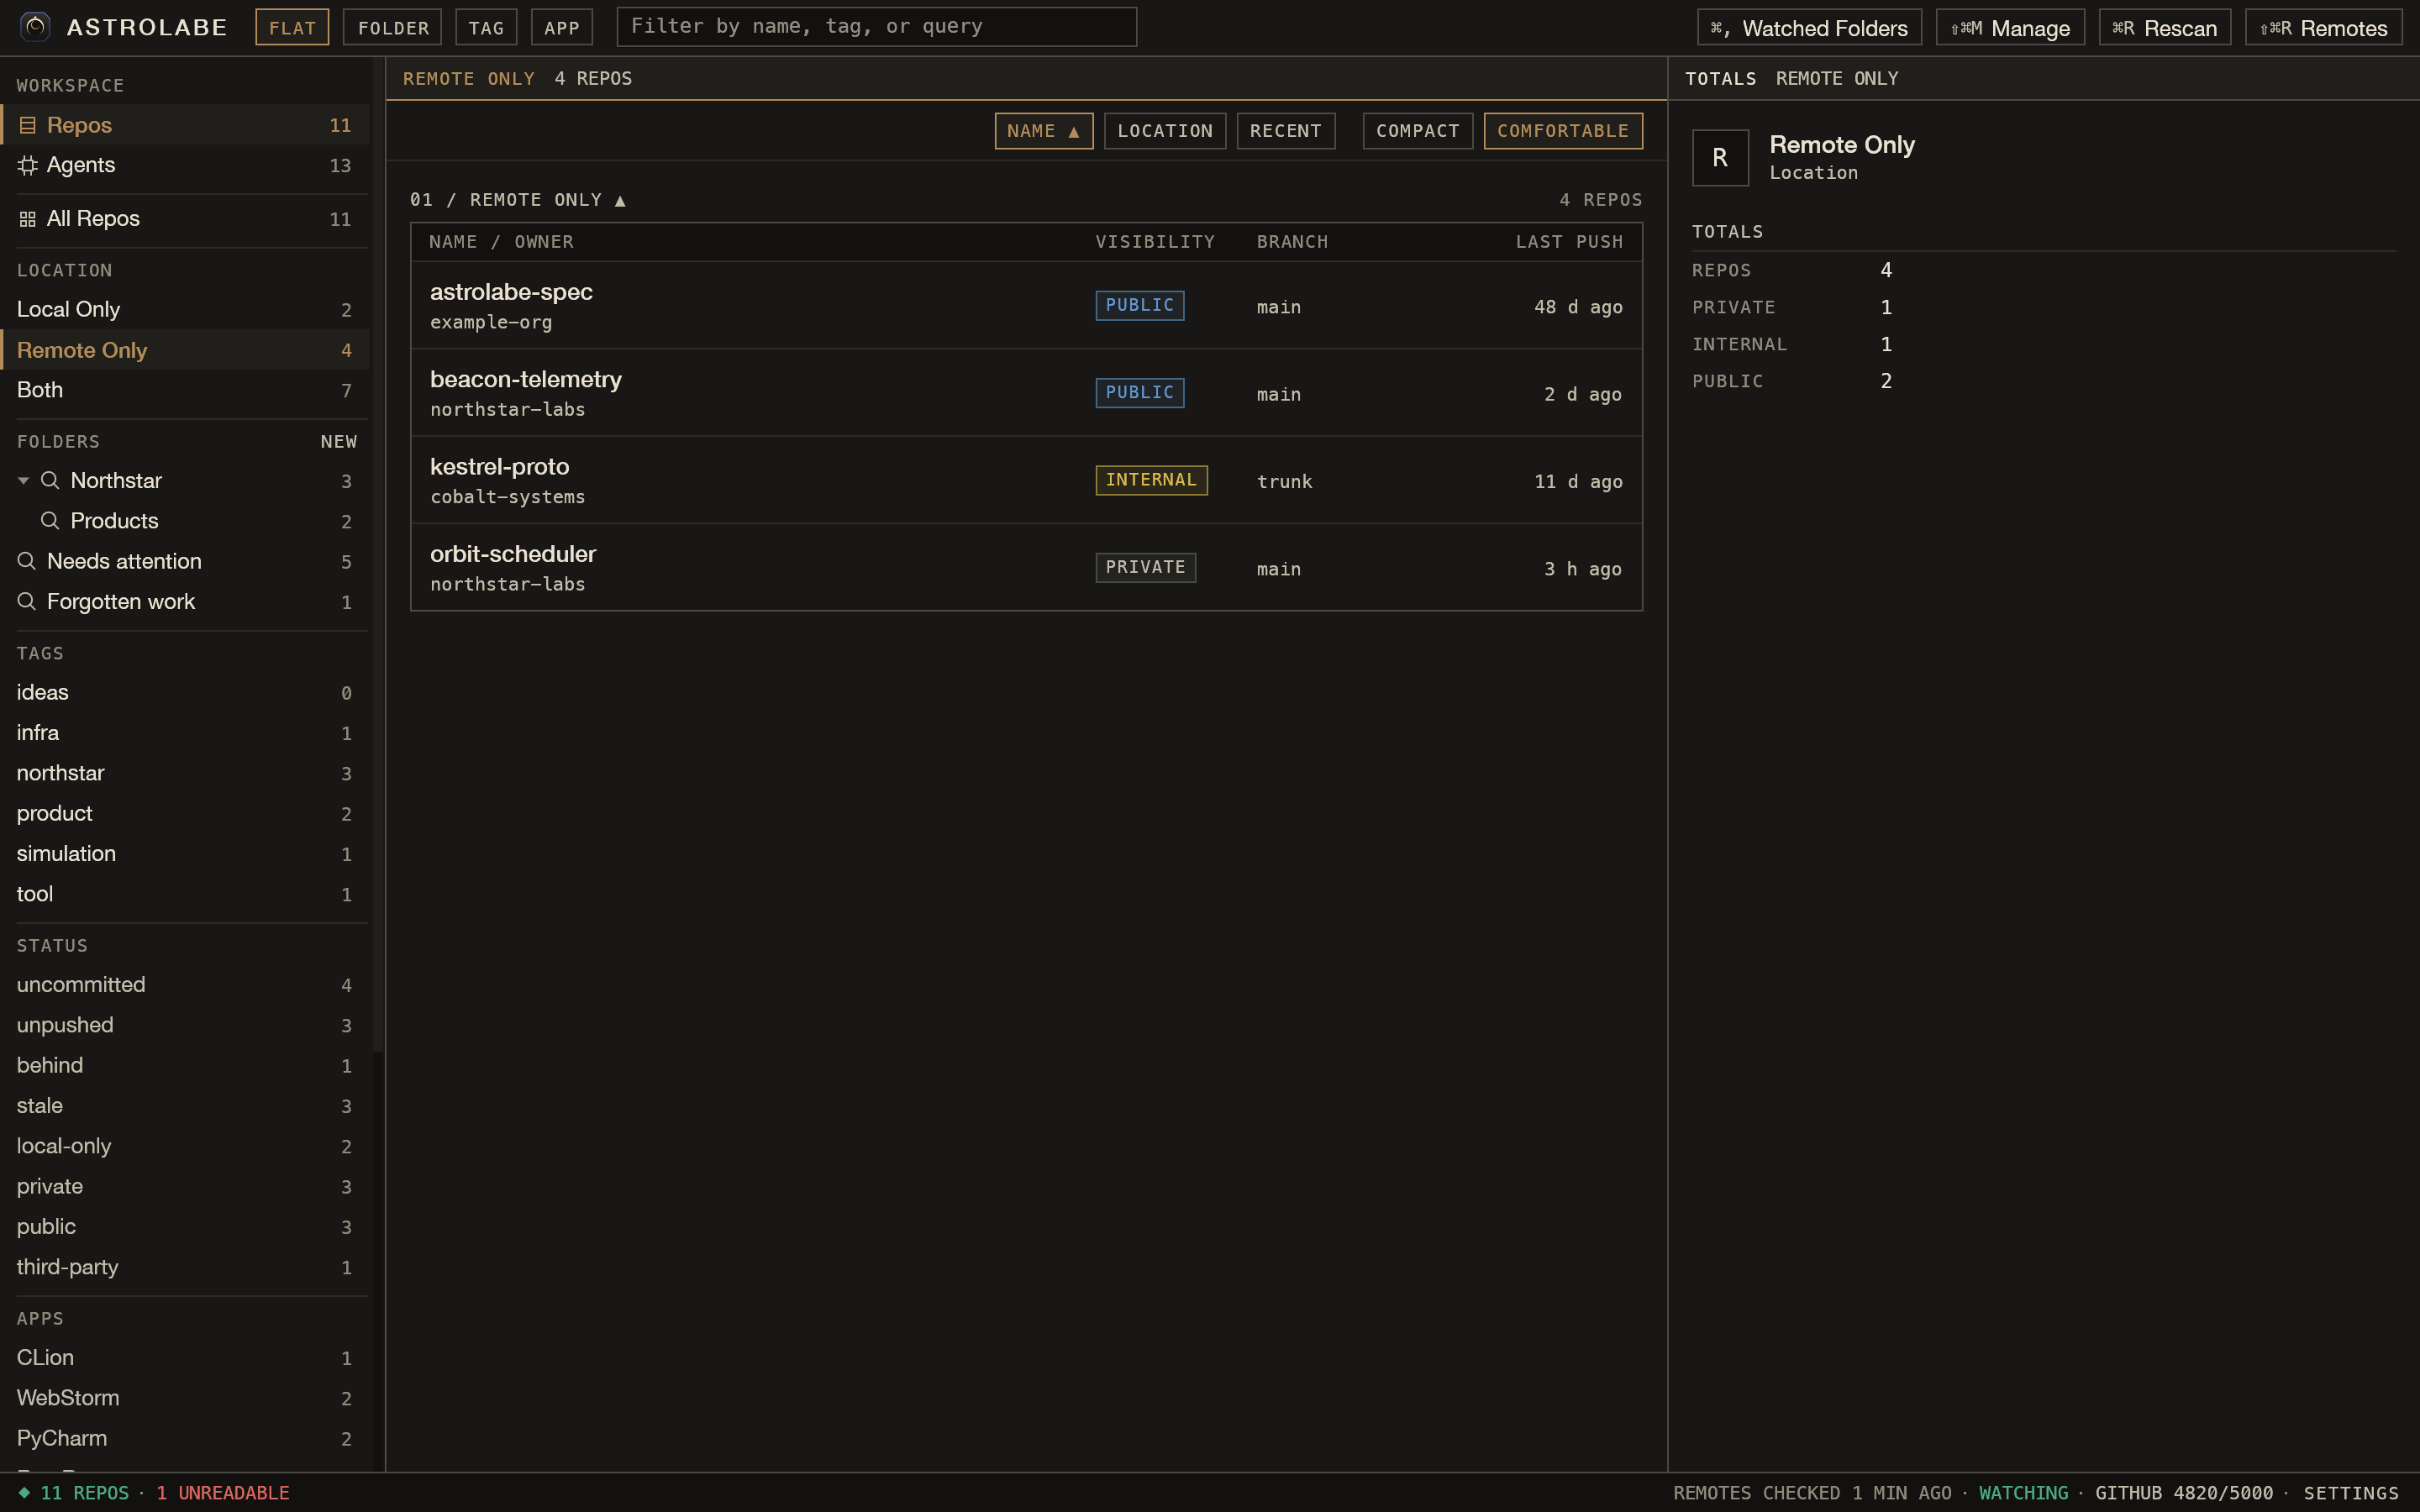 ASTROLABE FLAT FOLDER TAG APP Filter by name, tag, or query ⌘, Watched Folders ⇧⌘M Manage ⌘R Rescan ⇧⌘R Remotes
WORKSPACE
Repos 11
Agents 13
All Repos 11
LOCATION
Local Only 2
Remote Only 4
Both 7
FOLDERS NEW
Northstar 3
Products 2
Needs attention 5
Forgotten work 1
TAGS
ideas 0
infra 1
northstar 3
product 2
simulation 1
tool 1
STATUS
uncommitted 4
unpushed 3
behind 1
stale 3
local-only 2
private 3
public 3
third-party 1
APPS
CLion 1
WebStorm 2
PyCharm 2
REMOTE ONLY 4 REPOS
NAME ▲ LOCATION RECENT COMPACT COMFORTABLE
01 / REMOTE ONLY ▲ 4 REPOS
NAME / OWNER VISIBILITY BRANCH LAST PUSH
astrolabe-spec
example-org
PUBLIC main 48 d ago
beacon-telemetry
northstar-labs
PUBLIC main 2 d ago
kestrel-proto
cobalt-systems
INTERNAL trunk 11 d ago
orbit-scheduler
northstar-labs
PRIVATE main 3 h ago
TOTALS REMOTE ONLY
R
Remote Only
Location
TOTALS
REPOS 4
PRIVATE 1
INTERNAL 1
PUBLIC 2
◆ 11 REPOS · 1 UNREADABLE
REMOTES CHECKED 1 MIN AGO · WATCHING · GITHUB 4820/5000 · SETTINGS